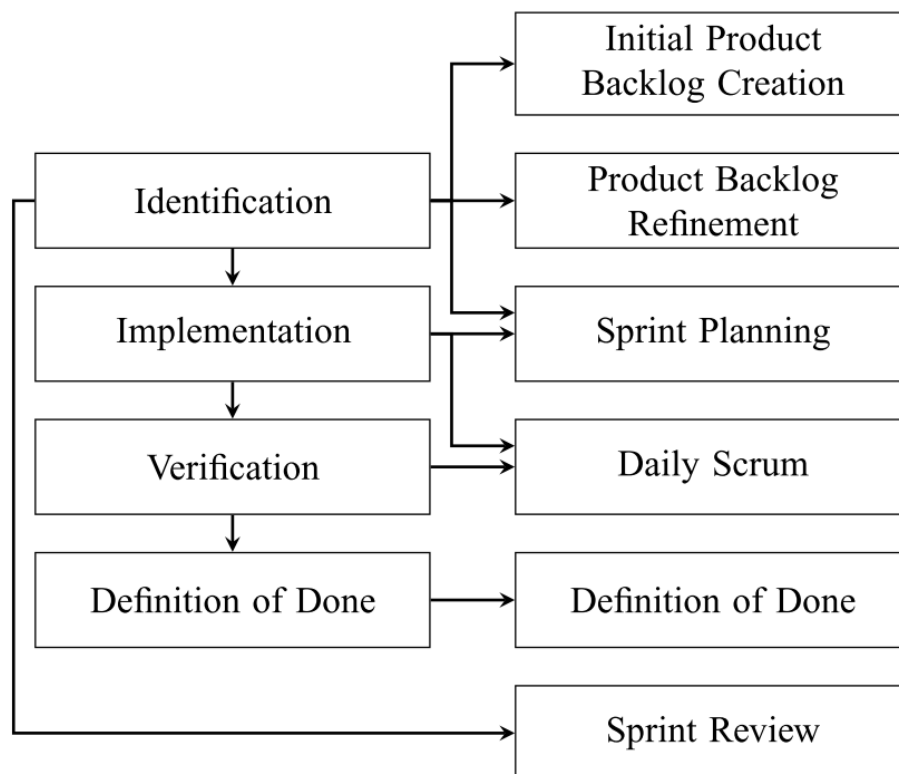 Initial Product
Backlog Creation
Identification
Product Backlog
Refinement
Implementation
Sprint Planning
Verification
Daily Scrum
Definition of Done
Definition of Done
Sprint Review